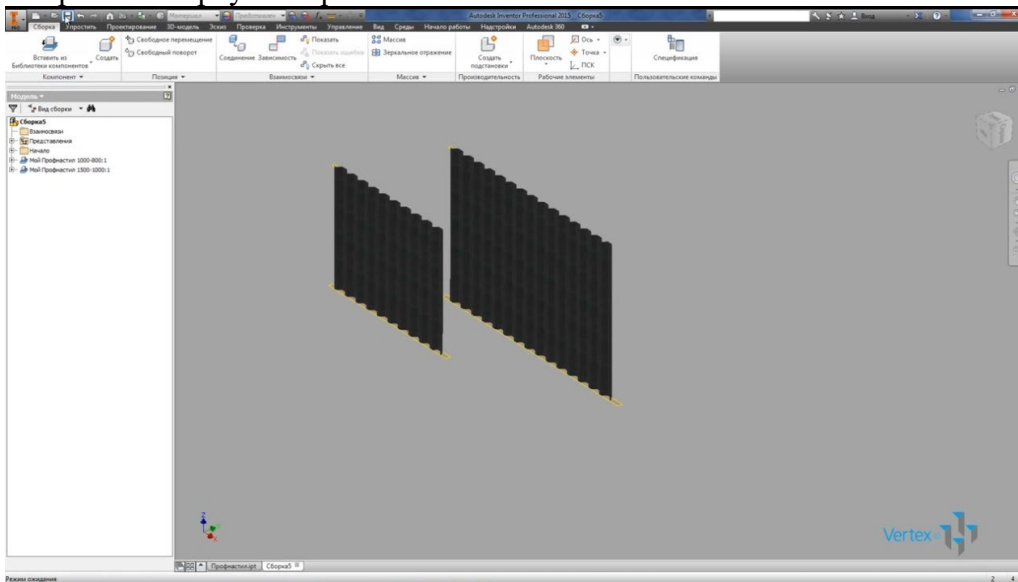 Autodesk Inventor Professional 2015 Сборка5
Вход
Сборка Упростить Проектирование 3D-модель Эскиз Проверка Инструменты Управление Вид Среды Начало работы Надстройки Autodesk 360
Вставить из
Библиотеки компонентов
Создать
Свободное перемещение
Свободный поворот
Соединение Зависимость
Показать
Показать ошибки
Скрыть все
Массив
Зеркальное отражение
Создать
подстановки
Плоскость
Ось
Точка
ПСК
Спецификация
Компонент Позиция Взаимосвязи Массив Производительность Рабочие элементы Пользовательские команды
Модель
Вид сборки
Сборка5
Взаимосвязи
Представления
Начало
Мой Профнастил 1000-800:1
Мой Профнастил 1500-1000:1
Z
Vertex
Профнастил.ipt Сборка5
Режим ожидания
2 4